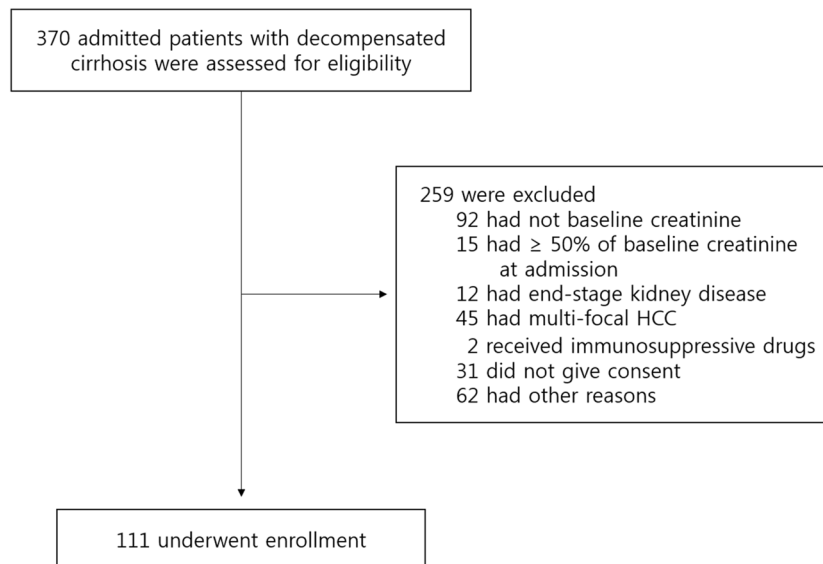 370 admitted patients with decompensated
cirrhosis were assessed for eligibility
259 were excluded
92 had not baseline creatinine
15 had ≥ 50% of baseline creatinine
at admission
12 had end-stage kidney disease
45 had multi-focal HCC
2 received immunosuppressive drugs
31 did not give consent
62 had other reasons
111 underwent enrollment